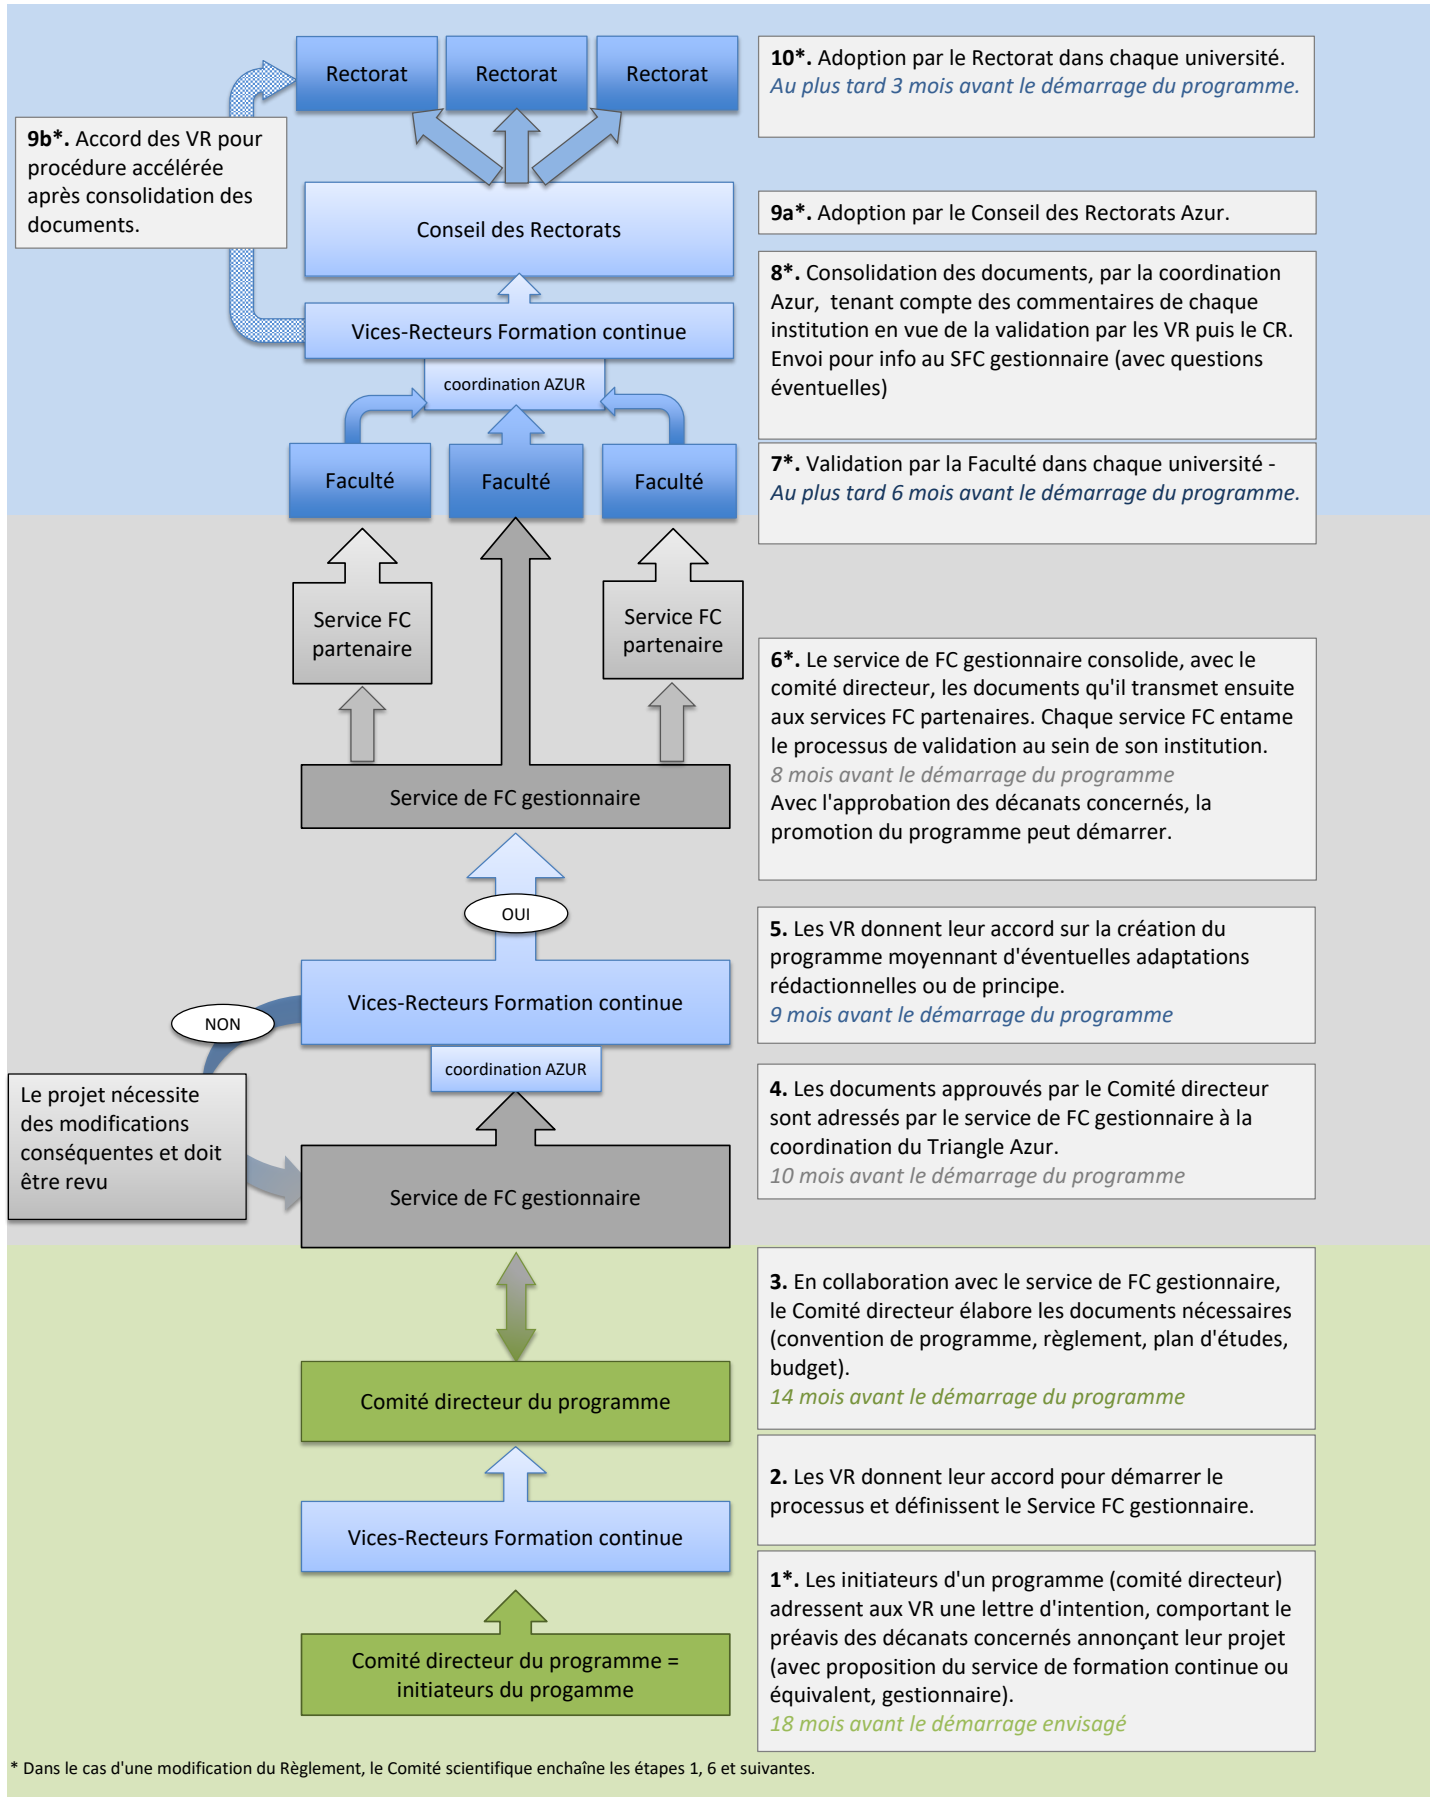 Rectorat
Rectorat
Rectorat
10*. Adoption par le Rectorat dans chaque université.
Au plus tard 3 mois avant le démarrage du programme.
9b*. Accord des VR pour
procédure accélérée
après consolidation des
documents.
Conseil des Rectorats
9a*. Adoption par le Conseil des Rectorats Azur.
Vices-Recteurs Formation continue
coordination AZUR
8*. Consolidation des documents, par la coordination
Azur, tenant compte des commentaires de chaque
institution en vue de la validation par les VR puis le CR.
Envoi pour info au SFC gestionnaire (avec questions
éventuelles)
Faculté
Faculté
Faculté
7*. Validation par la Faculté dans chaque université -
Au plus tard 6 mois avant le démarrage du programme.
Service FC
partenaire
Service FC
partenaire
Service de FC gestionnaire
6*. Le service de FC gestionnaire consolide, avec le
comité directeur, les documents qu'il transmet ensuite
aux services FC partenaires. Chaque service FC entame
le processus de validation au sein de son institution.
8 mois avant le démarrage du programme
Avec l'approbation des décanats concernés, la
promotion du programme peut démarrer.
OUI
Vices-Recteurs Formation continue
coordination AZUR
5. Les VR donnent leur accord sur la création du
programme moyennant d'éventuelles adaptations
rédactionnelles ou de principe.
9 mois avant le démarrage du programme
NON
Le projet nécessite
des modifications
conséquentes et doit
être revu
Service de FC gestionnaire
4. Les documents approuvés par le Comité directeur
sont adressés par le service de FC gestionnaire à la
coordination du Triangle Azur.
10 mois avant le démarrage du programme
Comité directeur du programme
3. En collaboration avec le service de FC gestionnaire,
le Comité directeur élabore les documents nécessaires
(convention de programme, règlement, plan d'études,
budget).
14 mois avant le démarrage du programme
Vices-Recteurs Formation continue
2. Les VR donnent leur accord pour démarrer le
processus et définissent le Service FC gestionnaire.
Comité directeur du programme =
initiateurs du progamme
1*. Les initiateurs d'un programme (comité directeur)
adressent aux VR une lettre d'intention, comportant le
préavis des décanats concernés annonçant leur projet
(avec proposition du service de formation continue ou
équivalent, gestionnaire).
18 mois avant le démarrage envisagé
* Dans le cas d'une modification du Règlement, le Comité scientifique enchaîne les étapes 1, 6 et suivantes.